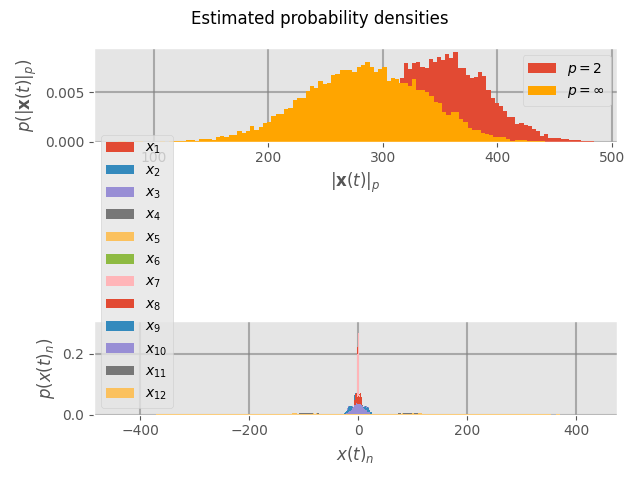 Estimated probability densities
p(|x(t)|p)
0.005
0.000
p = 2
p = ∞
100
200
300
400
500
|x(t)|p
x1
x2
x3
x4
x5
x6
x7
x8
x9
x10
x11
x12
p(x(t)n)
0.2
0.0
−400
−200
0
200
400
x(t)n